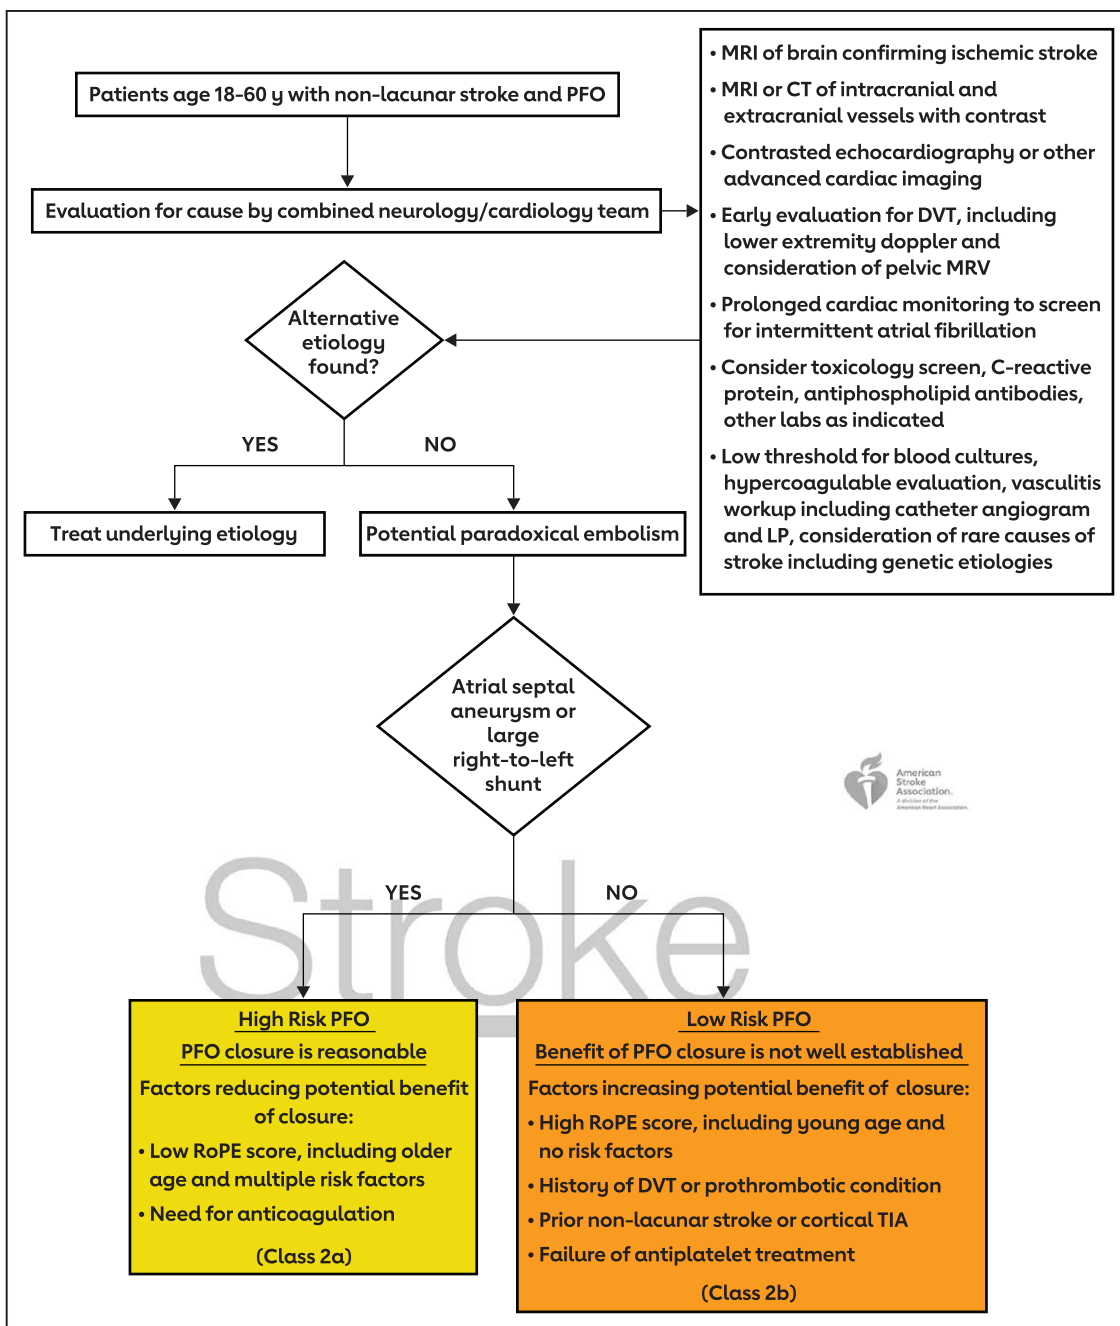 Patients age 18-60 y with non-lacunar stroke and PFO
Evaluation for cause by combined neurology/cardiology team
• MRI of brain confirming ischemic stroke
• MRI or CT of intracranial and
extracranial vessels with contrast
• Contrasted echocardiography or other
advanced cardiac imaging
• Early evaluation for DVT, including
lower extremity doppler and
consideration of pelvic MRV
• Prolonged cardiac monitoring to screen
for intermittent atrial fibrillation
• Consider toxicology screen, C-reactive
protein, antiphospholipid antibodies,
other labs as indicated
• Low threshold for blood cultures,
hypercoagulable evaluation, vasculitis
workup including catheter angiogram
and LP, consideration of rare causes of
stroke including genetic etiologies
Alternative
etiology
found?
YES
NO
Treat underlying etiology
Potential paradoxical embolism
Atrial septal
aneurysm or
large
right-to-left
shunt
American
Stroke
Association.
A division of the
American Heart Association.
Stroke
YES
NO
High Risk PFO
PFO closure is reasonable
Factors reducing potential benefit
of closure:
• Low RoPE score, including older
age and multiple risk factors
• Need for anticoagulation
(Class 2a)
Low Risk PFO
Benefit of PFO closure is not well established
Factors increasing potential benefit of closure:
• High RoPE score, including young age and
no risk factors
• History of DVT or prothrombotic condition
• Prior non-lacunar stroke or cortical TIA
• Failure of antiplatelet treatment
(Class 2b)